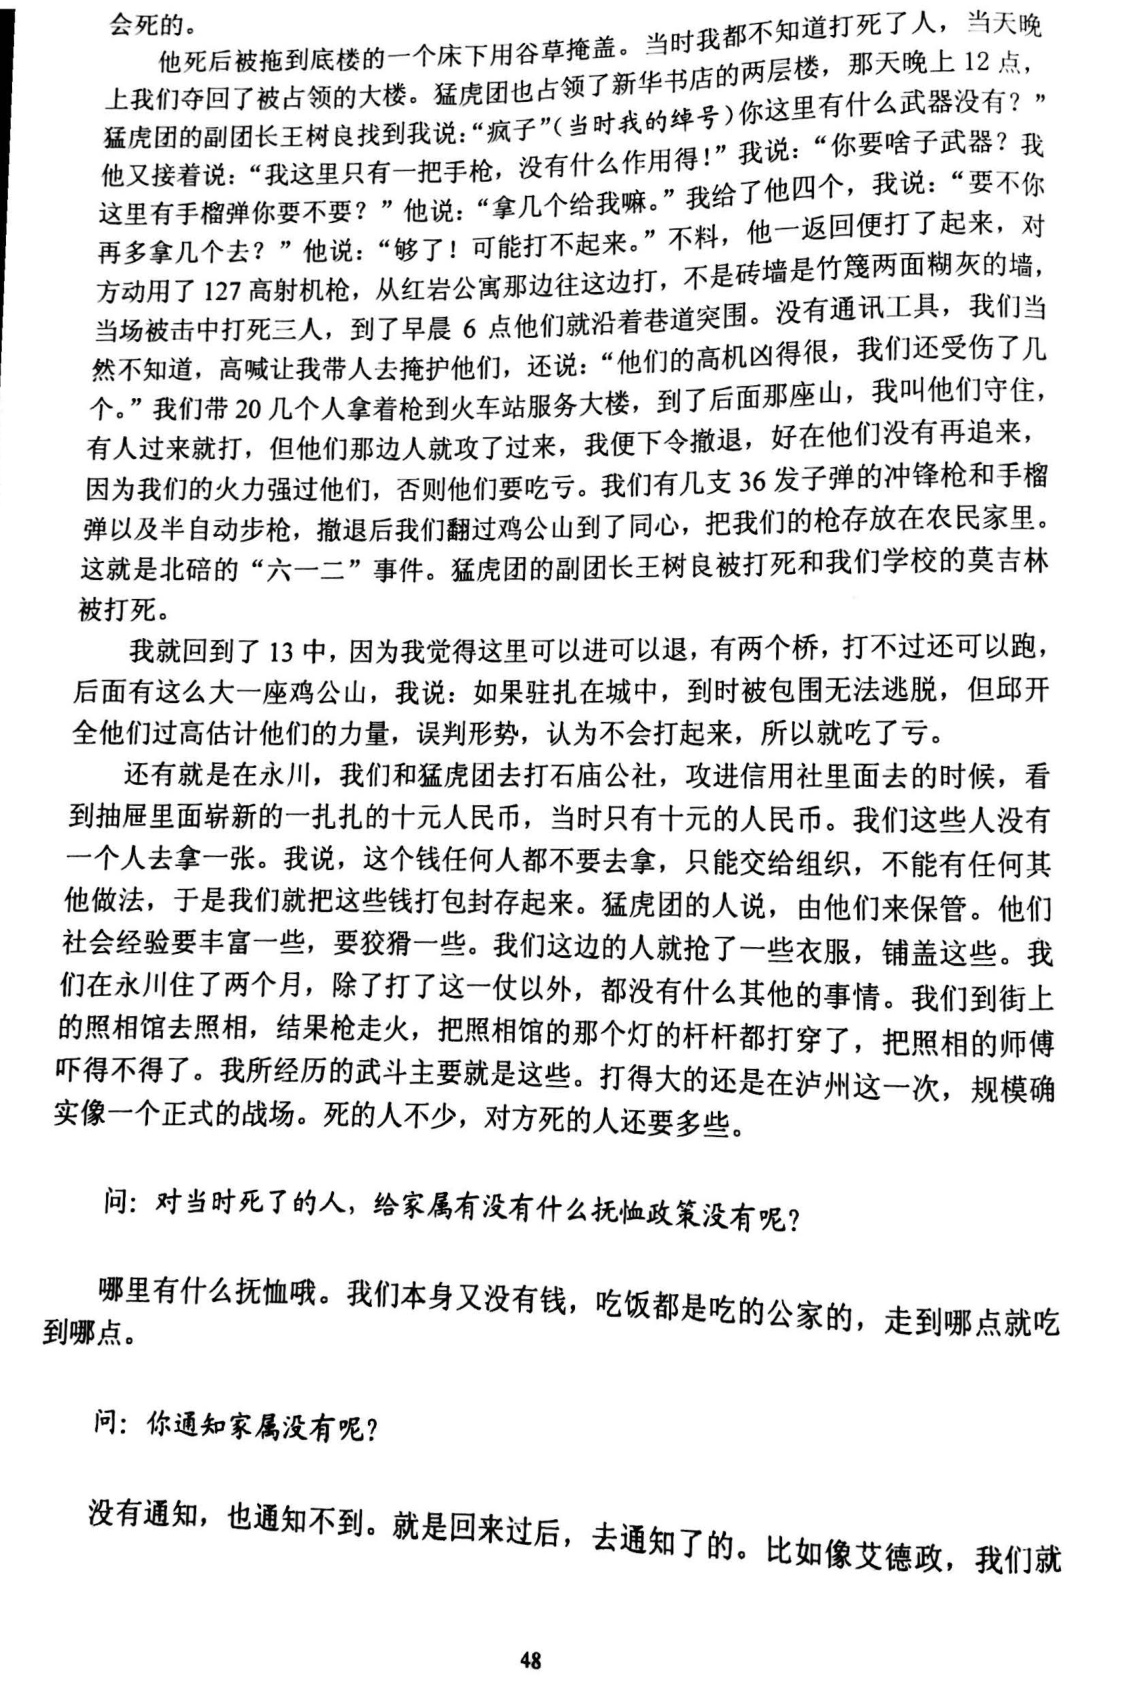 会死的。
他死后被拖到底楼的一个床下用谷草掩盖。当时我都不知道打死了人，当天晚
上我们夺回了被占领的大楼。猛虎团也占领了新华书店的两层楼，那天晚上 12 点，
猛虎团的副团长王树良找到我说：“疯子”（当时我的绰号）你这里有什么武器没有？”
他又接着说：“我这里只有一把手枪，没有什么作用得！”我说：“你要啥子武器？我
这里有手榴弹你要不要？”他说：“拿几个给我嘛。”我给了他四个，我说：“要不你
再多拿几个去？”他说：“够了！可能打不起来。”不料，他一返回便打了起来，对
方动用了 127 高射机枪，从红岩公寓那边往这边打，不是砖墙是竹篾两面糊灰的墙，
当场被击中打死三人，到了早晨 6 点他们就沿着巷道突围。没有通讯工具，我们当
然不知道，高喊让我带人去掩护他们，还说：“他们的高机凶得很，我们还受伤了几
个。”我们带 20 几个人拿着枪到火车站服务大楼，到了后面那座山，我叫他们守住，
有人过来就打，但他们那边人就攻了过来，我便下令撤退，好在他们没有再追来，
因为我们的火力强过他们，否则他们要吃亏。我们有几支 36 发子弹的冲锋枪和手榴
弹以及半自动步枪，撤退后我们翻过鸡公山到了同心，把我们的枪存放在农民家里。
这就是北碚的“六一二”事件。猛虎团的副团长王树良被打死和我们学校的莫吉林
被打死。
我就回到了 13 中，因为我觉得这里可以进可以退，有两个桥，打不过还可以跑，
后面有这么大一座鸡公山，我说：如果驻扎在城中，到时被包围无法逃脱，但邱开
全他们过高估计他们的力量，误判形势，认为不会打起来，所以就吃了亏。
还有就是在永川，我们和猛虎团去打石庙公社，攻进信用社里面去的时候，看
到抽屉里面崭新的一扎扎的十元人民币，当时只有十元的人民币。我们这些人没有
一个人去拿一张。我说，这个钱任何人都不要去拿，只能交给组织，不能有任何其
他做法，于是我们就把这些钱打包封存起来。猛虎团的人说，由他们来保管。他们
社会经验要丰富一些，要狡猾一些。我们这边的人就抢了一些衣服，铺盖这些。我
们在永川住了两个月，除了打了这一仗以外，都没有什么其他的事情。我们到街上
的照相馆去照相，结果枪走火，把照相馆的那个灯的杆杆都打穿了，把照相的师傅
吓得不得了。我所经历的武斗主要就是这些。打得大的还是在泸州这一次，规模确
实像一个正式的战场。死的人不少，对方死的人还要多些。
问：对当时死了的人，给家属有没有什么抚恤政策没有呢？
哪里有什么抚恤哦。我们本身又没有钱，吃饭都是吃的公家的，走到哪点就吃
到哪点。
问：你通知家属没有呢？
没有通知，也通知不到。就是回来过后，去通知了的。比如像艾德政，我们就
48